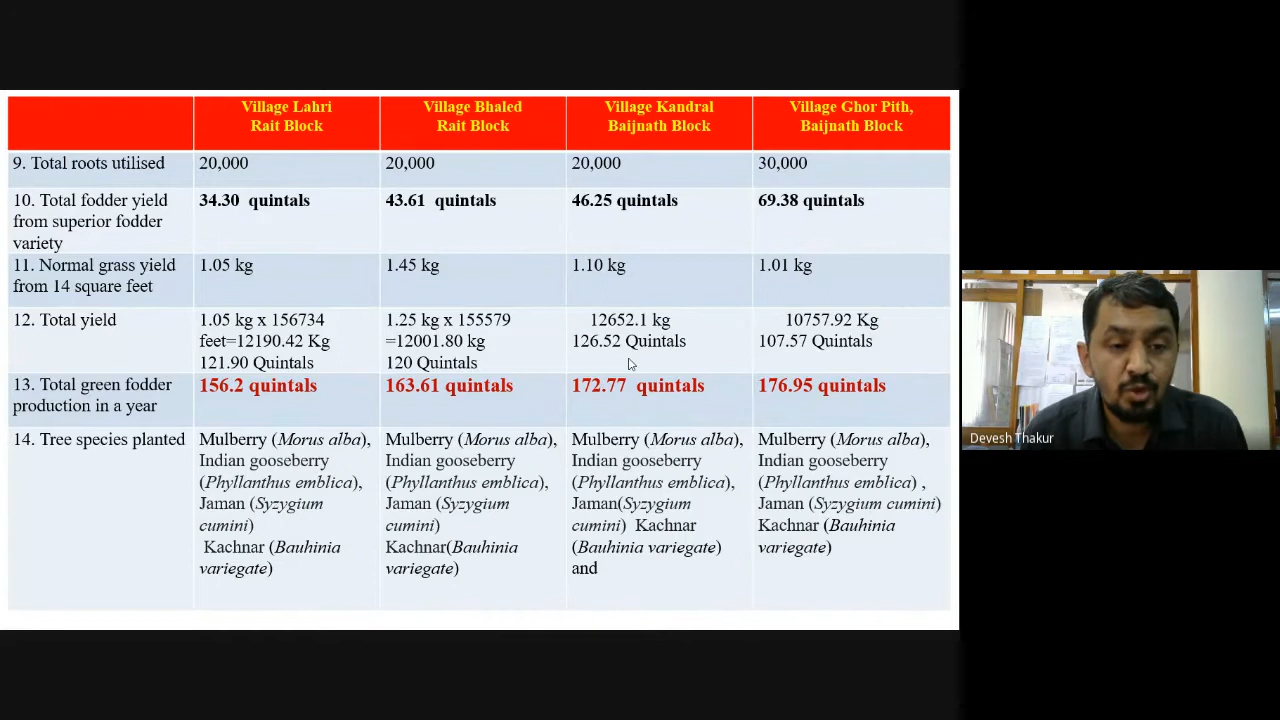 Village Lahri
Rait Block
Village Bhaled
Rait Block
Village Kandral
Baijnath Block
Village Ghor Pith,
Baijnath Block
9. Total roots utilised
20,000
20,000
20,000
30,000
10. Total fodder yield
from superior fodder
variety
34.30 quintals
43.61 quintals
46.25 quintals
69.38 quintals
11. Normal grass yield
from 14 square feet
1.05 kg
1.45 kg
1.10 kg
1.01 kg
12. Total yield
1.05 kg x 156734
feet=12190.42 Kg
121.90 Quintals
1.25 kg x 155579
=12001.80 kg
120 Quintals
12652.1 kg
126.52 Quintals
10757.92 Kg
107.57 Quintals
13. Total green fodder
production in a year
156.2 quintals
163.61 quintals
172.77 quintals
176.95 quintals
14. Tree species planted
Mulberry (Morus alba),
Indian gooseberry
(Phyllanthus emblica),
Jaman (Syzygium
cumini)
Kachnar (Bauhinia
variegate)
Mulberry (Morus alba),
Indian gooseberry
(Phyllanthus emblica),
Jaman (Syzygium
cumini)
Kachnar(Bauhinia
variegate)
Mulberry (Morus alba),
Indian gooseberry
(Phyllanthus emblica),
Jaman(Syzygium
cumini) Kachnar
(Bauhinia variegate)
and
Mulberry (Morus alba),
Indian gooseberry
(Phyllanthus emblica) ,
Jaman (Syzygium cumini)
Kachnar (Bauhinia
variegate)
Devesh Thakur